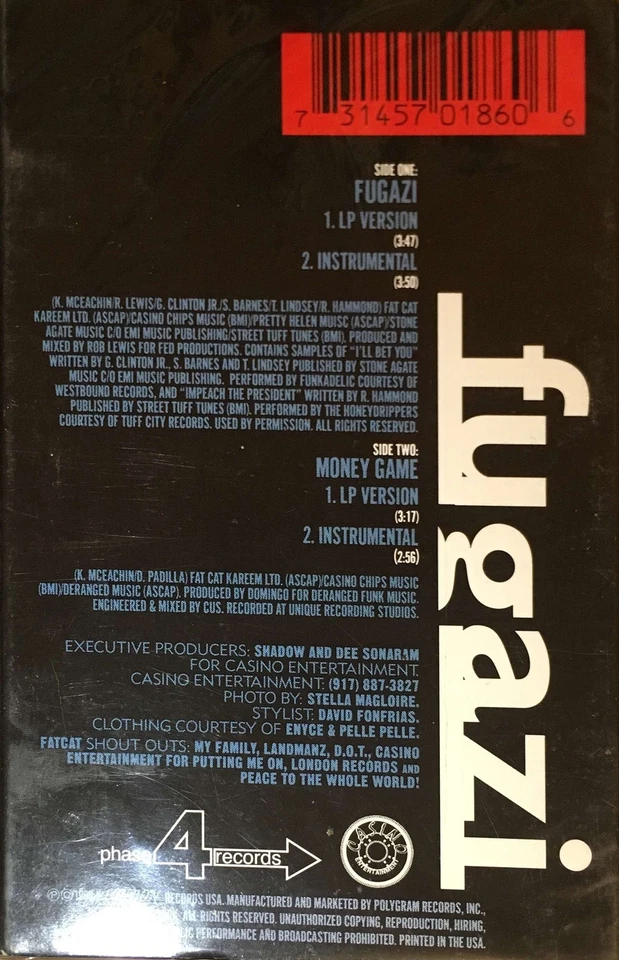 7 31457 01860 6
SIDE ONE:
FUGAZI
1. LP VERSION
(3:47)
2. INSTRUMENTAL
(3:50)
(K. MCEACHIN/R. LEWIS/G. CLINTON JR./S. BARNES/T. LINDSEY/R. HAMMOND) FAT CAT
KAREEM LTD. (ASCAP)/CASINO CHIPS MUSIC (BMI)/PRETTY HELEN MUISC (ASCAP)/STONE
AGATE MUSIC C/O EMI MUSIC PUBLISHING/STREET TUFF TUNES (BMI). PRODUCED AND
MIXED BY ROB LEWIS FOR FED PRODUCTIONS. CONTAINS SAMPLES OF "I'LL BET YOU"
WRITTEN BY G. CLINTON JR., S. BARNES AND T. LINDSEY PUBLISHED BY STONE AGATE
MUSIC C/O EMI MUSIC PUBLISHING. PERFORMED BY FUNKADELIC COURTESY OF
WESTBOUND RECORDS, AND "IMPEACH THE PRESIDENT" WRITTEN BY R. HAMMOND
PUBLISHED BY STREET TUFF TUNES (BMI). PERFORMED BY THE HONEYDRIPPERS
COURTESY OF TUFF CITY RECORDS. USED BY PERMISSION. ALL RIGHTS RESERVED.
SIDE TWO:
MONEY GAME
1. LP VERSION
(3:17)
2. INSTRUMENTAL
(2:56)
(K. MCEACHIN/D. PADILLA) FAT CAT KAREEM LTD. (ASCAP)/CASINO CHIPS MUSIC
(BMI)/DERANGED MUSIC (ASCAP). PRODUCED BY DOMINGO FOR DERANGED FUNK MUSIC.
ENGINEERED & MIXED BY CUS. RECORDED AT UNIQUE RECORDING STUDIOS.
EXECUTIVE PRODUCERS: SHADOW AND DEE SONARAM
FOR CASINO ENTERTAINMENT.
CASINO ENTERTAINMENT: (917) 887-3827
PHOTO BY: STELLA MAGLOIRE.
STYLIST: DAVID FONFRIAS.
CLOTHING COURTESY OF ENYCE & PELLE PELLE.
FATCAT SHOUT OUTS: MY FAMILY, LANDMANZ, D.O.T., CASINO
ENTERTAINMENT FOR PUTTING ME ON, LONDON RECORDS AND
PEACE TO THE WHOLE WORLD!
fugazi
phase 4 records
CASINO
ENTERTAINMENT
RECORDS USA. MANUFACTURED AND MARKETED BY POLYGRAM RECORDS, INC.,
ALL RIGHTS RESERVED. UNAUTHORIZED COPYING, REPRODUCTION, HIRING,
PERFORMANCE AND BROADCASTING PROHIBITED. PRINTED IN THE USA.